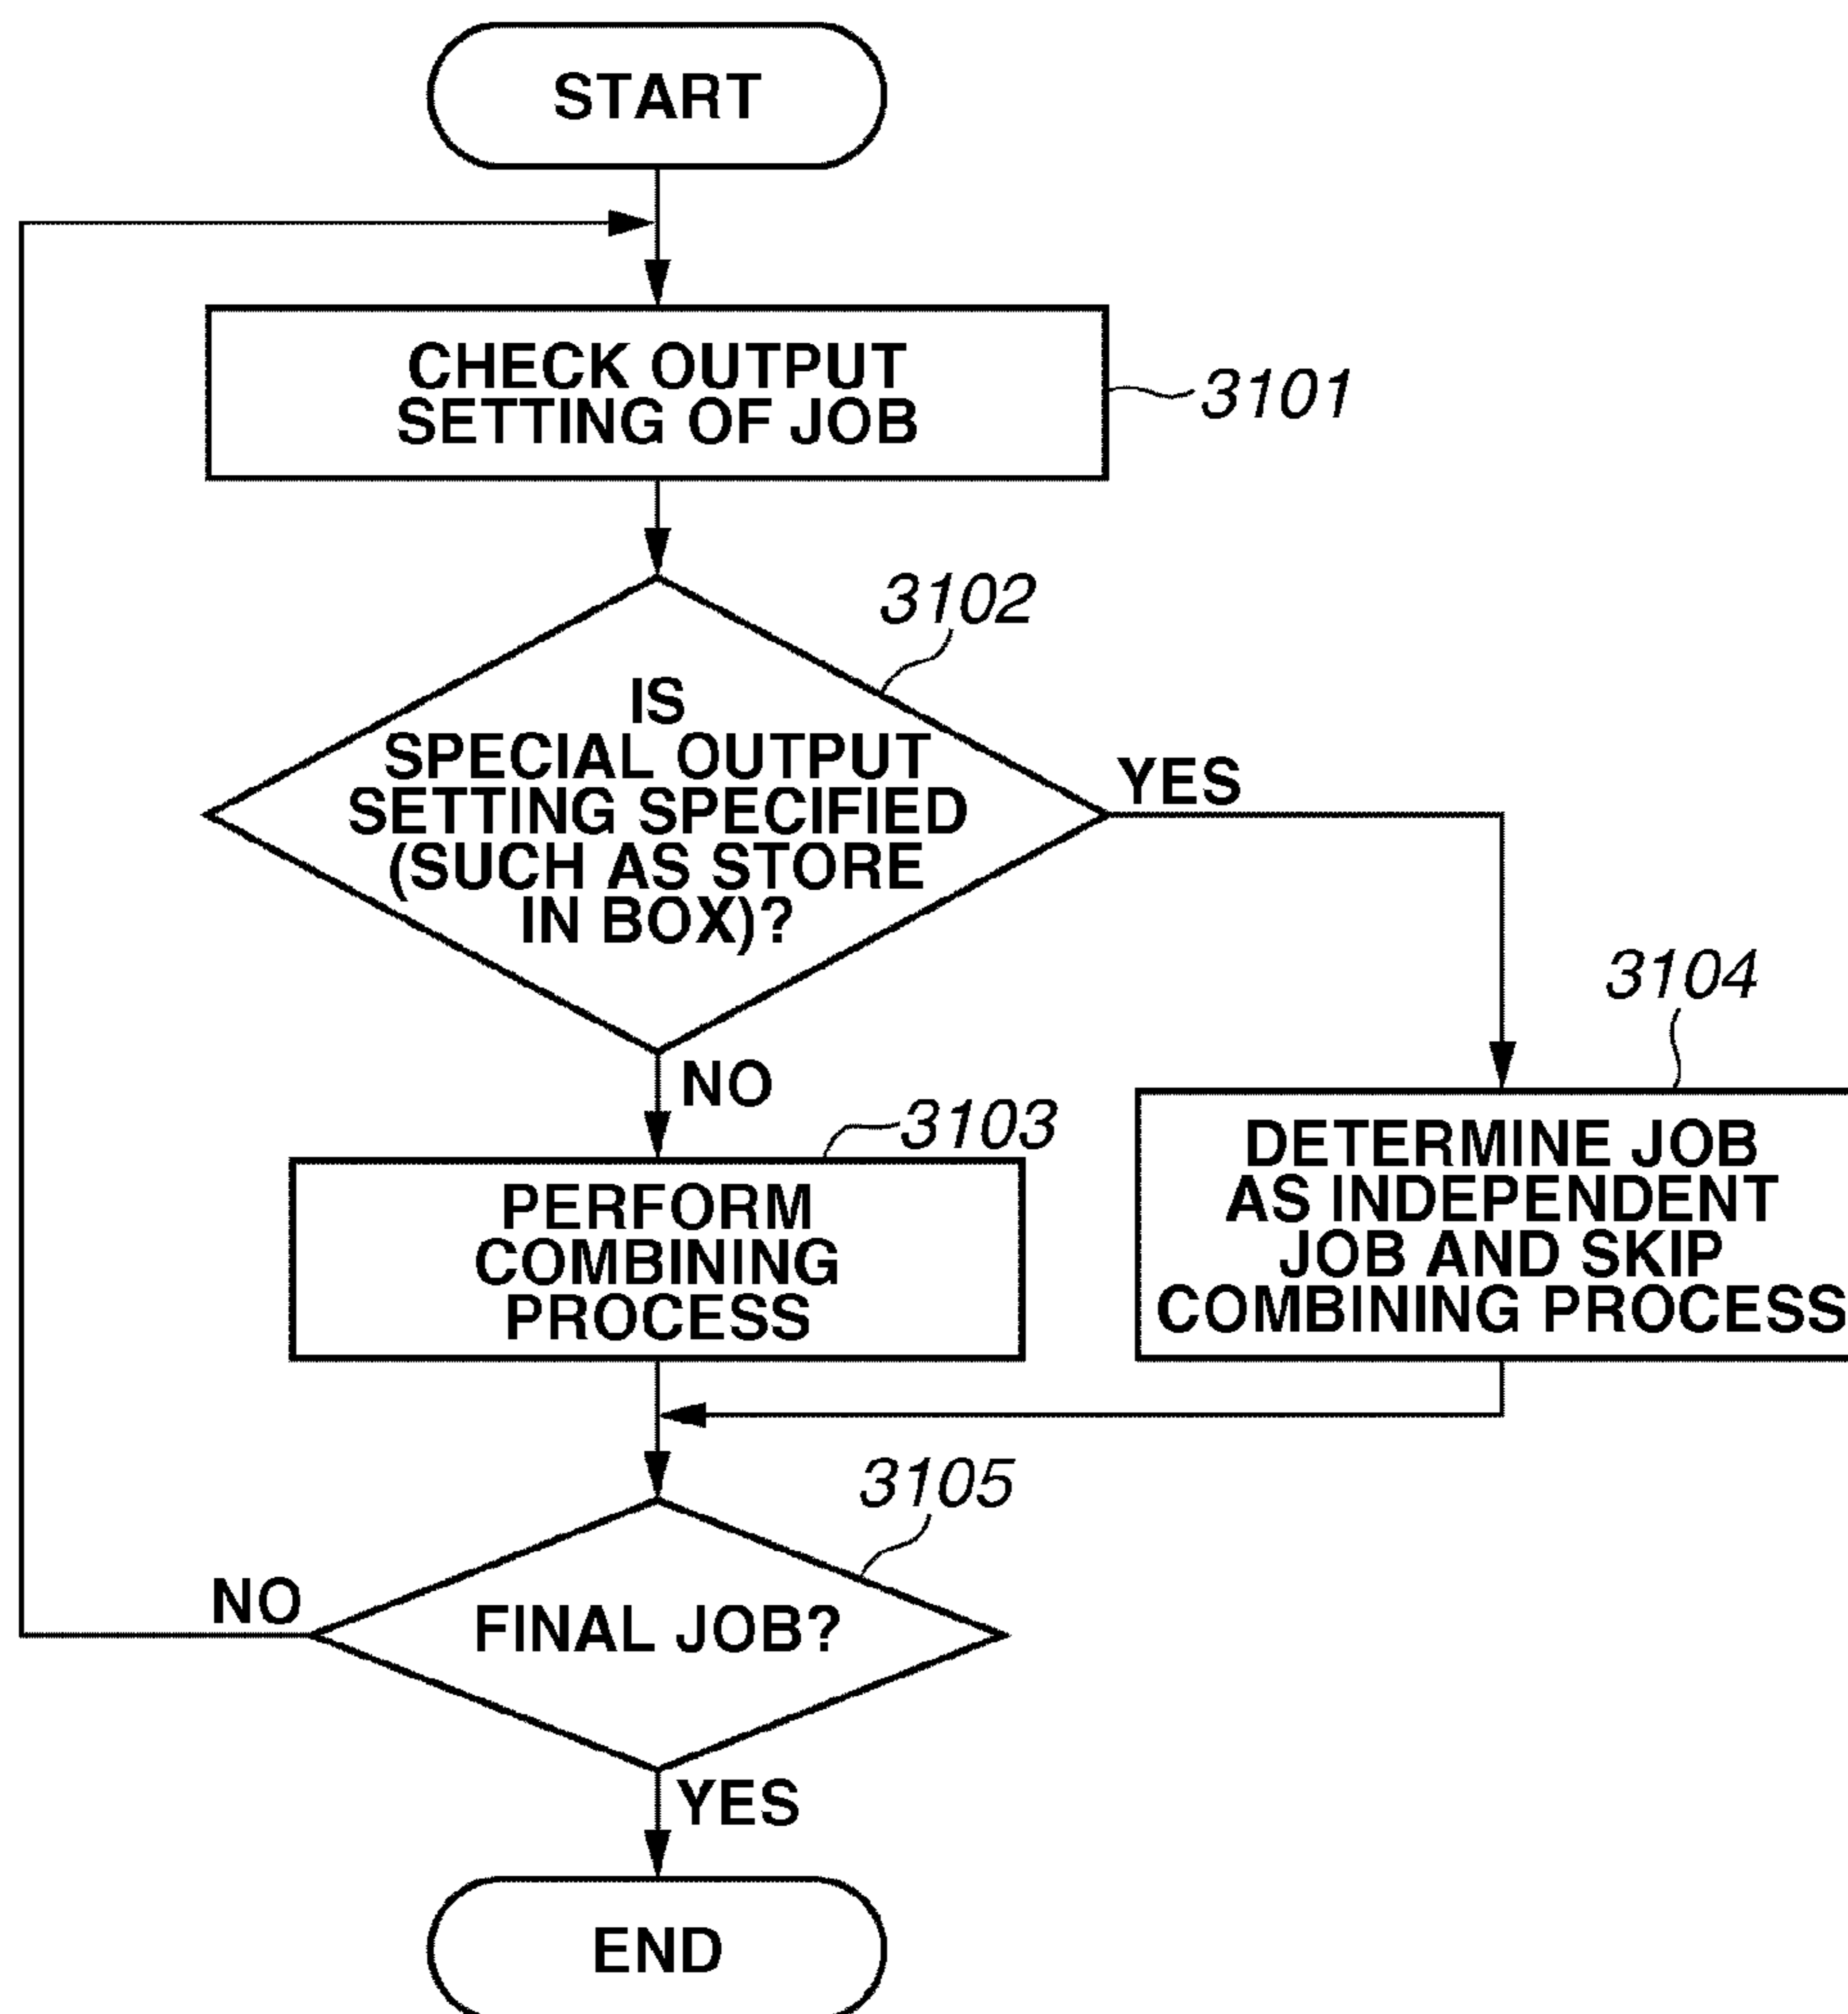 START
CHECK OUTPUT
SETTING OF JOB
3101
3102
IS
SPECIAL OUTPUT
SETTING SPECIFIED
(SUCH AS STORE
IN BOX)?
YES
NO
3103
PERFORM
COMBINING
PROCESS
3104
DETERMINE JOB
AS INDEPENDENT
JOB AND SKIP
COMBINING PROCESS
3105
FINAL JOB?
NO
YES
END